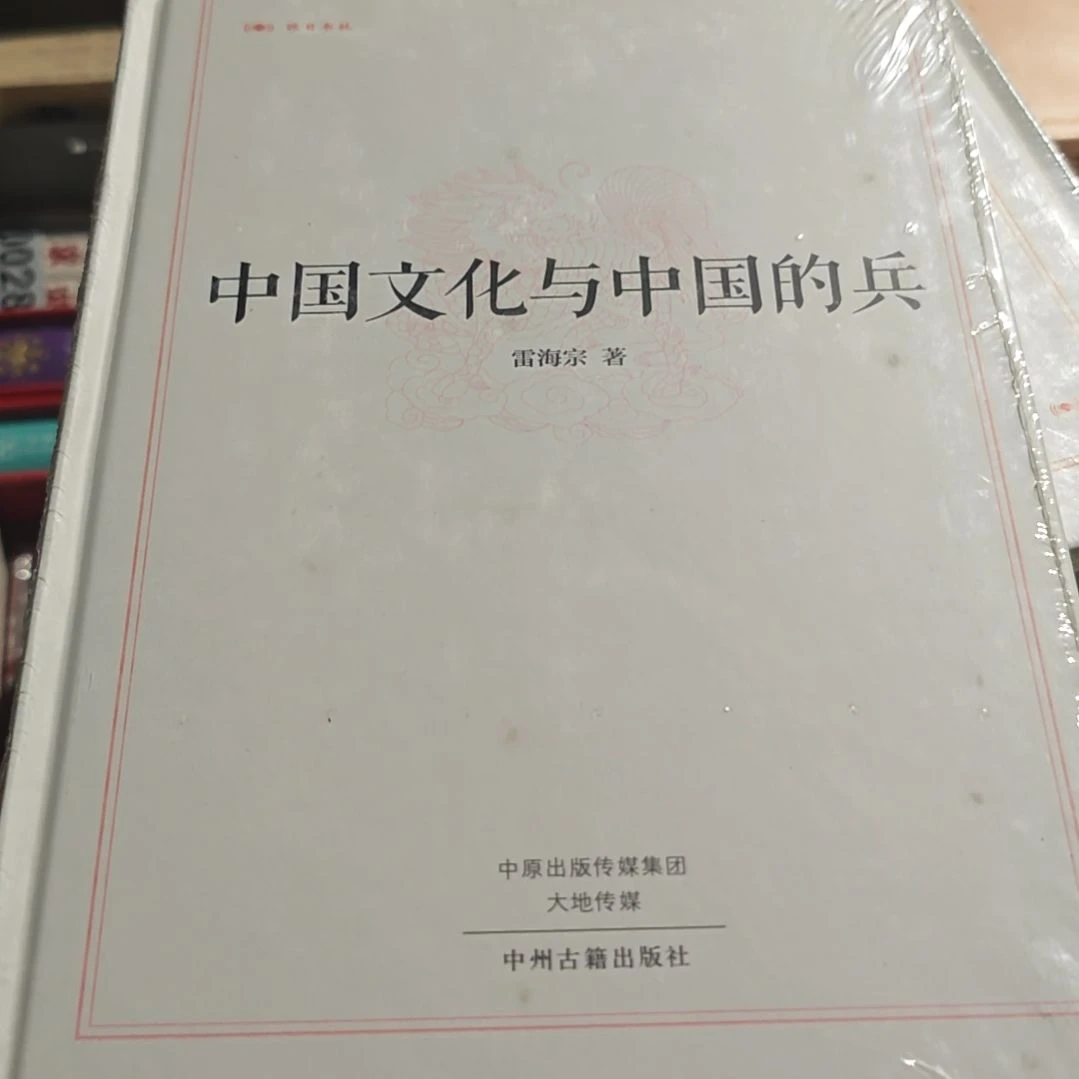 中国文化与中国的兵
雷海宗 著
中原出版传媒集团
大地传媒
中州古籍出版社
0028